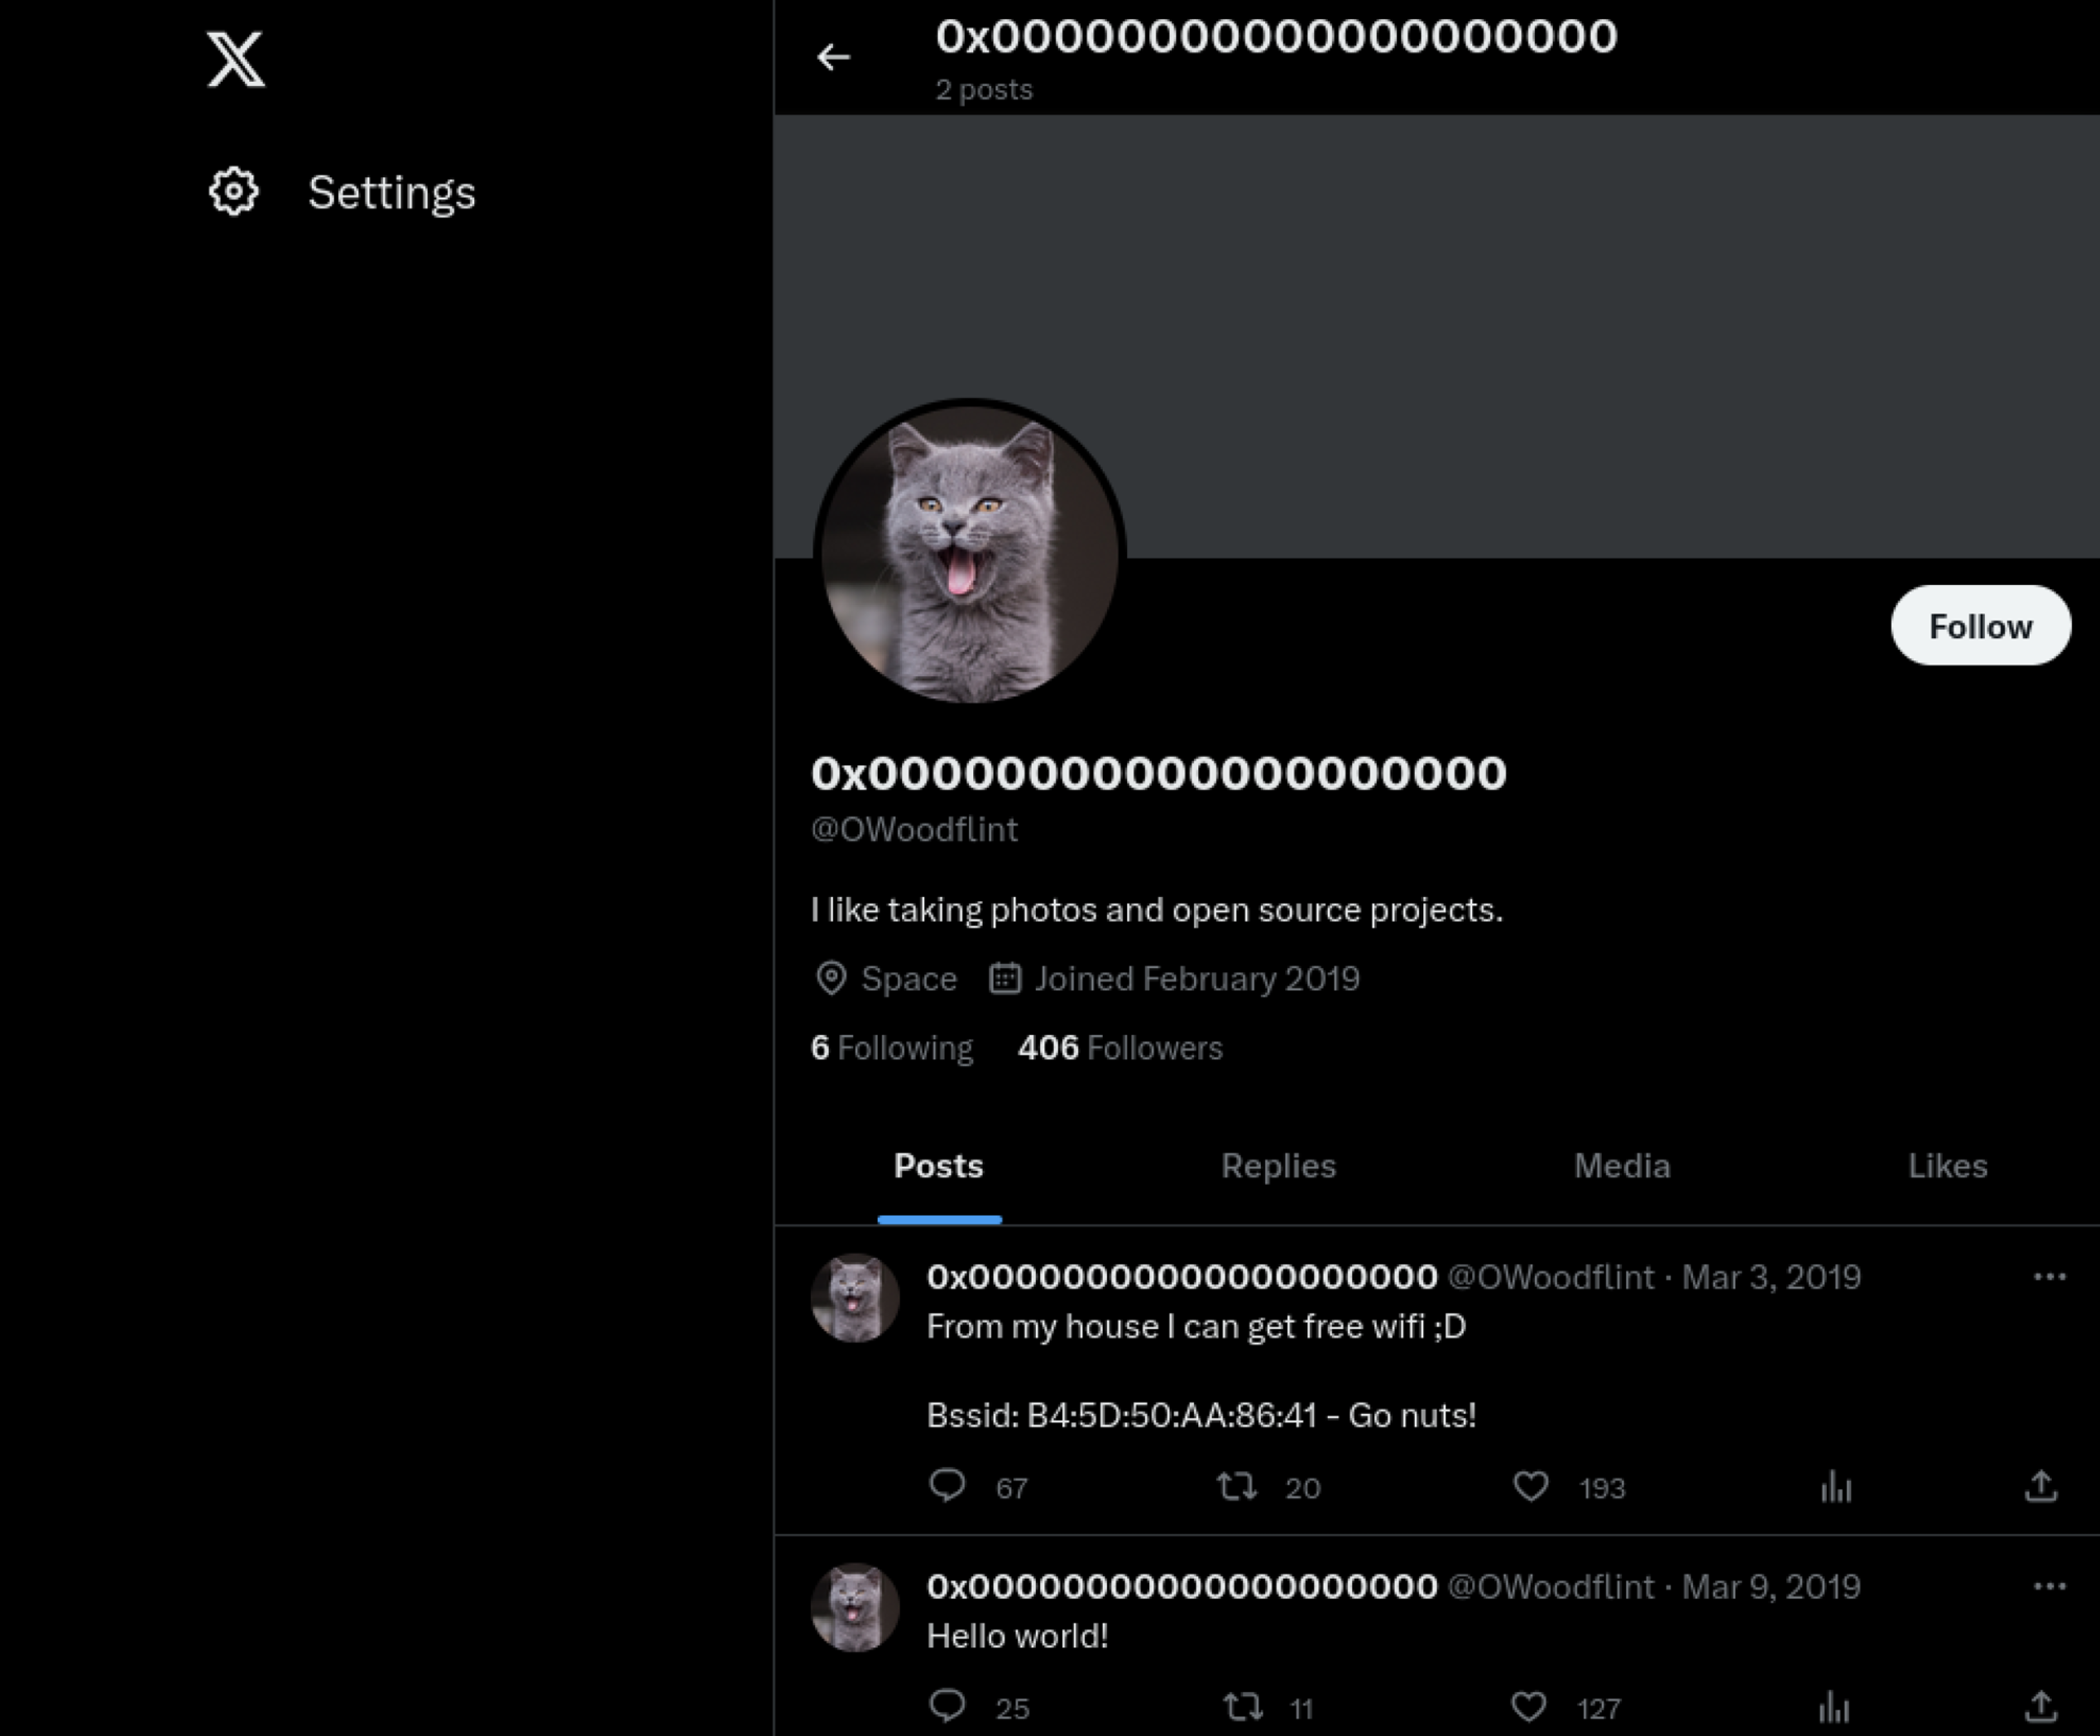 0x00000000000000000000
2 posts
Settings
Follow
0x00000000000000000000
@OWoodflint
I like taking photos and open source projects.
Space Joined February 2019
6 Following 406 Followers
Posts Replies Media Likes
0x00000000000000000000 @OWoodflint · Mar 3, 2019
From my house I can get free wifi ;D
Bssid: B4:5D:50:AA:86:41 - Go nuts!
67 20 193
0x00000000000000000000 @OWoodflint · Mar 9, 2019
Hello world!
25 11 127